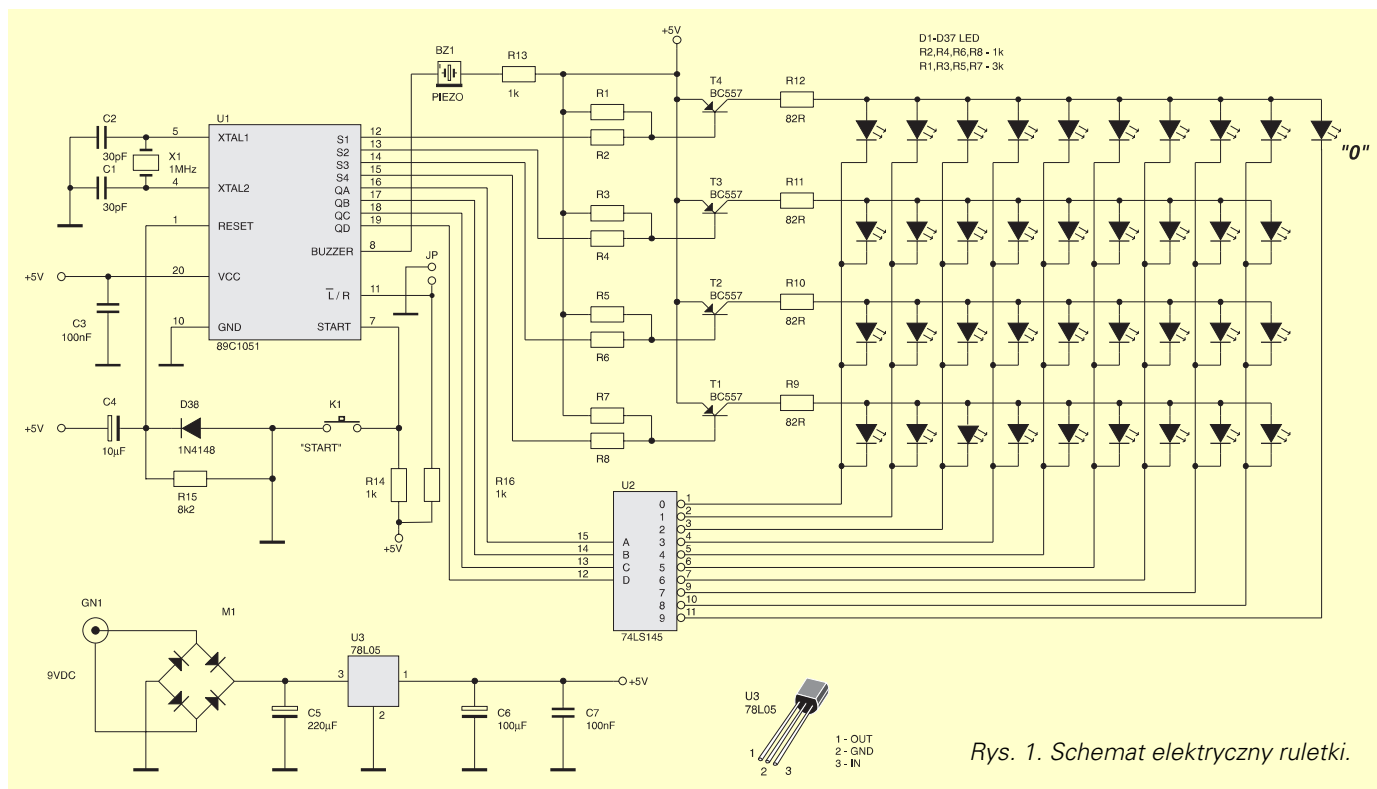 +5V
D1-D37 LED
R2,R4,R6,R8 - 1k
R1,R3,R5,R7 - 3k
BZ1
PIEZO
R13
1k
T4
BC557
R12
82R
"0"
C2
30pF
X1
1MHz
C1
30pF
U1
5
XTAL1
4
XTAL2
1
RESET
20
VCC
10
GND
89C1051
S1
12
S2
13
S3
14
S4
15
QA
16
QB
17
QC
18
QD
19
BUZZER
8
L / R
11
START
7
JP
R1
R2
R3
R4
R5
R6
R7
R8
T3
BC557
R11
82R
T2
BC557
R10
82R
T1
BC557
R9
82R
+5V
C3
100nF
+5V
C4
10µF
D38
1N4148
K1
"START"
R15
8k2
R14
1k
R16
1k
+5V
U2
15
A
14
B
13
C
12
D
0
1
1
2
2
3
3
4
4
5
5
6
6
7
7
9
8
10
9
11
74LS145
GN1
9VDC
M1
C5
220µF
U3
78L05
3
1
2
C6
100µF
C7
100nF
+5V
U3
78L05
1
2
3
1 - OUT
2 - GND
3 - IN
Rys. 1. Schemat elektryczny ruletki.